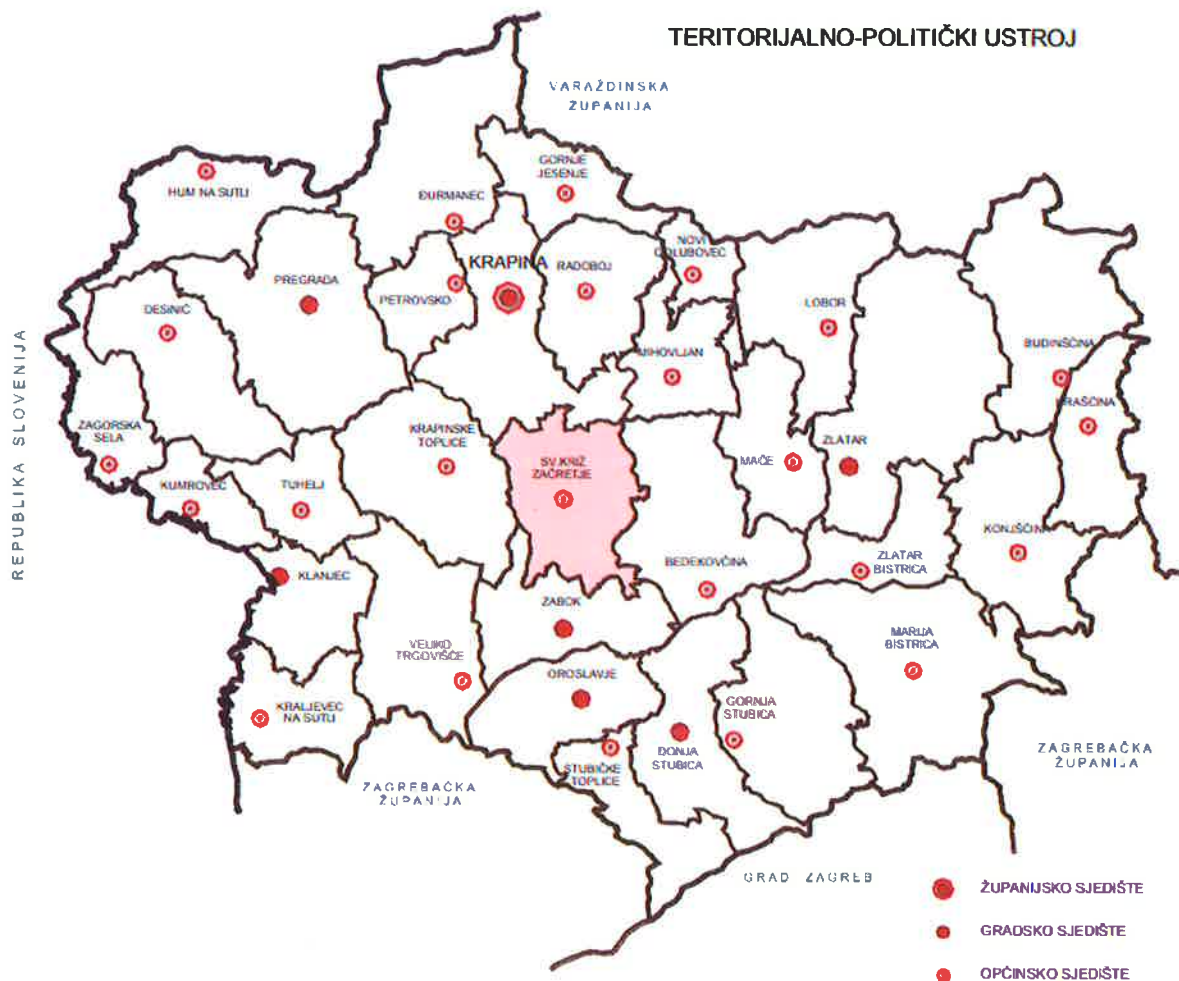 TERITORIJALNO-POLITIČKI USTROJ
VARAŽDINSKA
ŽUPANIJA
GORNJE
JESENJE
HUM NA SUTLI
ĐURMANEC
NOVI
GOLUBOVEC
KRAPINA
RADOBOJ
PREGRADA
PETROVSKO
LOBOR
DESINIĆ
REPUBLIKA SLOVENIJA
MIHOVLJAN
BUDINŠĆINA
HRAŠĆINA
ZAGORSKA
SELA
KRAPINSKE
TOPLICE
ZLATAR
SV.KRIŽ
ZAČRETJE
MAČE
KUMROVEC
TUHELJ
KONJŠĆINA
ZLATAR
BISTRICA
BEDEKOVČINA
KLANJEC
ZABOK
MARIJA
BISTRICA
VELIKO
TRGOVIŠĆE
OROSLAVJE
GORNJA
STUBICA
KRALJEVEC
NA SUTLI
DONJA
STUBICA
STUBIČKE
TOPLICE
ZAGREBAČKA
ŽUPANIJA
ZAGREBAČKA
ŽUPANIJA
GRAD ZAGREB
ŽUPANIJSKO SJEDIŠTE
GRADSKO SJEDIŠTE
OPĆINSKO SJEDIŠTE